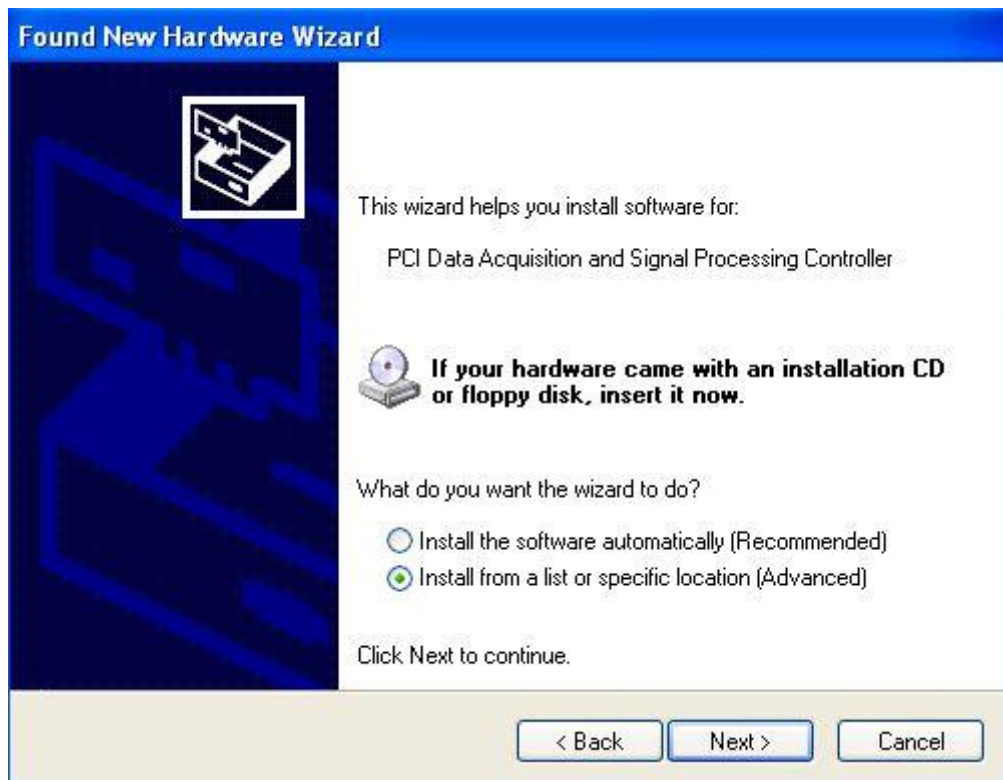 Found New Hardware Wizard
This wizard helps you install software for:
PCI Data Acquisition and Signal Processing Controller
If your hardware came with an installation CD
or floppy disk, insert it now.
What do you want the wizard to do?
Install the software automatically (Recommended)
Install from a list or specific location (Advanced)
Click Next to continue.
< Back Next > Cancel